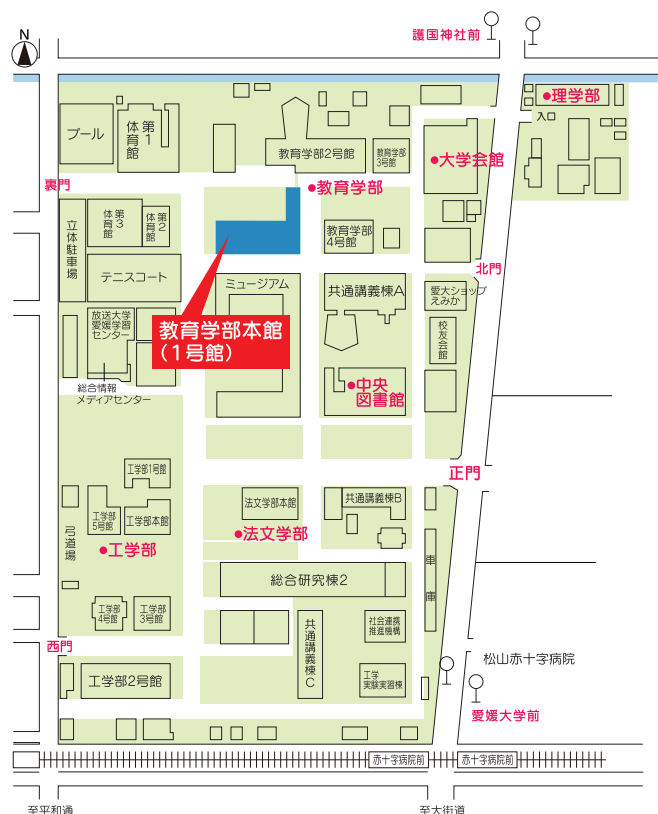 N
護国神社前
●理学部
入口
プール
第1
体育館
教育学部2号館
教育学部
3号館
●大学会館
裏門
●教育学部
立体駐車場
体育館
第3
体育館
第2
教育学部
4号館
北門
テニスコート
ミュージアム
共通講義棟A
愛大ショップ
えみか
放送大学
愛媛学習
センター
教育学部本館
(1号館)
校友会館
総合情報
メディアセンター
●中央
図書館
正門
工学部1号館
工学部
5号館
工学部本館
法文学部本館
共通講義棟B
弓道場
●工学部
●法文学部
車庫
総合研究棟2
工学部
4号館
工学部
3号館
共通講義棟C
社会連携
推進機構
西門
工学部2号館
工学
実験実習棟
松山赤十字病院
愛媛大学前
赤十字病院前
赤十字病院前
至平和通
至大街道